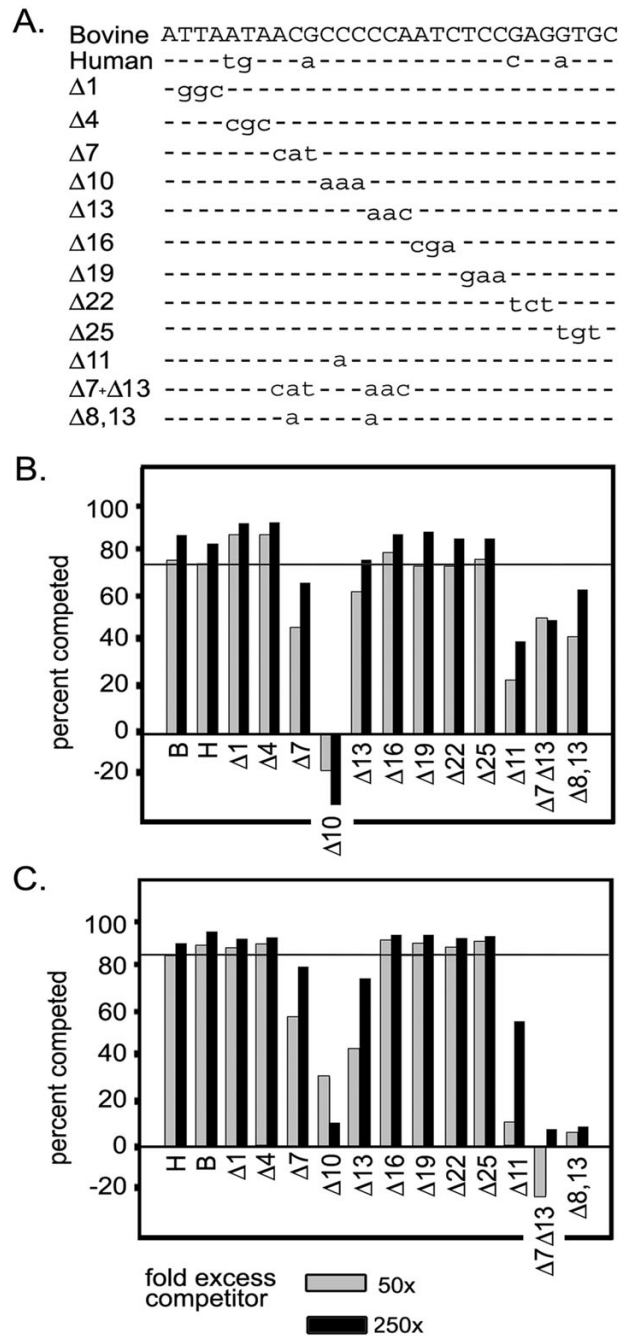 A.
Bovine ATTAATAACGCCCCCAATCTCCGAGGTGC
Human ----tg---a------------c--a---
Δ1 -ggc-------------------------
Δ4 ----cgc----------------------
Δ7 -------cat-------------------
Δ10 ----------aaa----------------
Δ13 -------------aac-------------
Δ16 ----------------cga----------
Δ19 -------------------gaa-------
Δ22 ----------------------tct----
Δ25 -------------------------tgt-
Δ11 -----------a-----------------
Δ7+Δ13 -------cat---aac-------------
Δ8,13 --------a----a---------------
B.
percent competed
100
80
60
40
20
0
-20
B H Δ1 Δ4 Δ7 Δ10 Δ13 Δ16 Δ19 Δ22 Δ25 Δ11 Δ7 Δ13 Δ8,13
C.
percent competed
100
80
60
40
20
0
-20
H B Δ1 Δ4 Δ7 Δ10 Δ13 Δ16 Δ19 Δ22 Δ25 Δ11 Δ7 Δ13 Δ8,13
fold excess
competitor
50x
250x